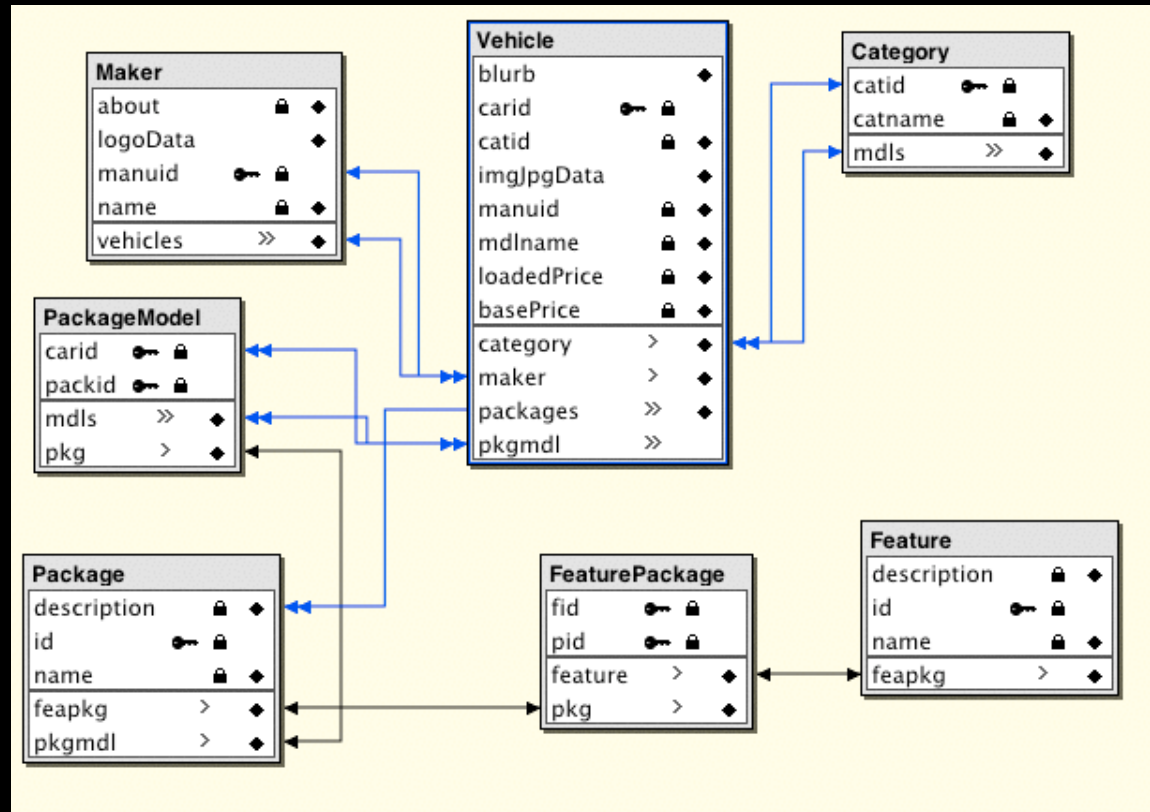 Maker
about
logoData
manuid
name
vehicles
Vehicle
blurb
carid
catid
imgJpgData
manuid
mdlname
loadedPrice
basePrice
category
maker
packages
pkgmdl
Category
catid
catname
mdls
PackageModel
carid
packid
mdls
pkg
Package
description
id
name
feapkg
pkgmdl
FeaturePackage
fid
pid
feature
pkg
Feature
description
id
name
feapkg